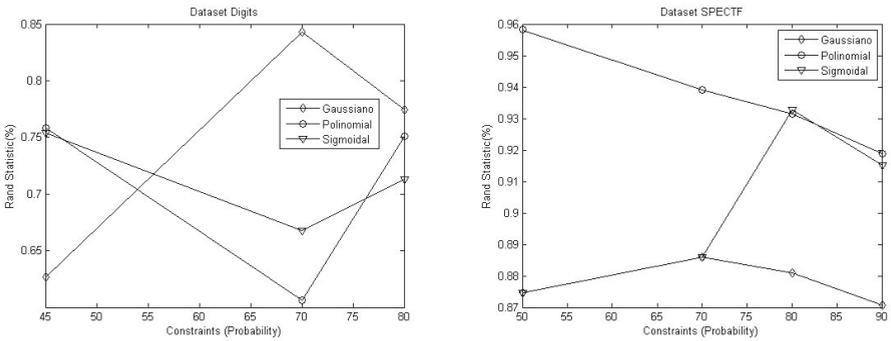 Dataset Digits
0.85
0.8
0.75
0.7
0.65
Rand Statistic(%)
Gaussiano
Polinomial
Sigmoidal
45
50
55
60
65
70
75
80
Constraints (Probability)
Dataset SPECTF
0.96
0.95
0.94
0.93
0.92
0.91
0.9
0.89
0.88
0.87
Rand Statistic(%)
Gaussiano
Polinomial
Sigmoidal
50
55
60
65
70
75
80
85
90
Constraints (Probability)